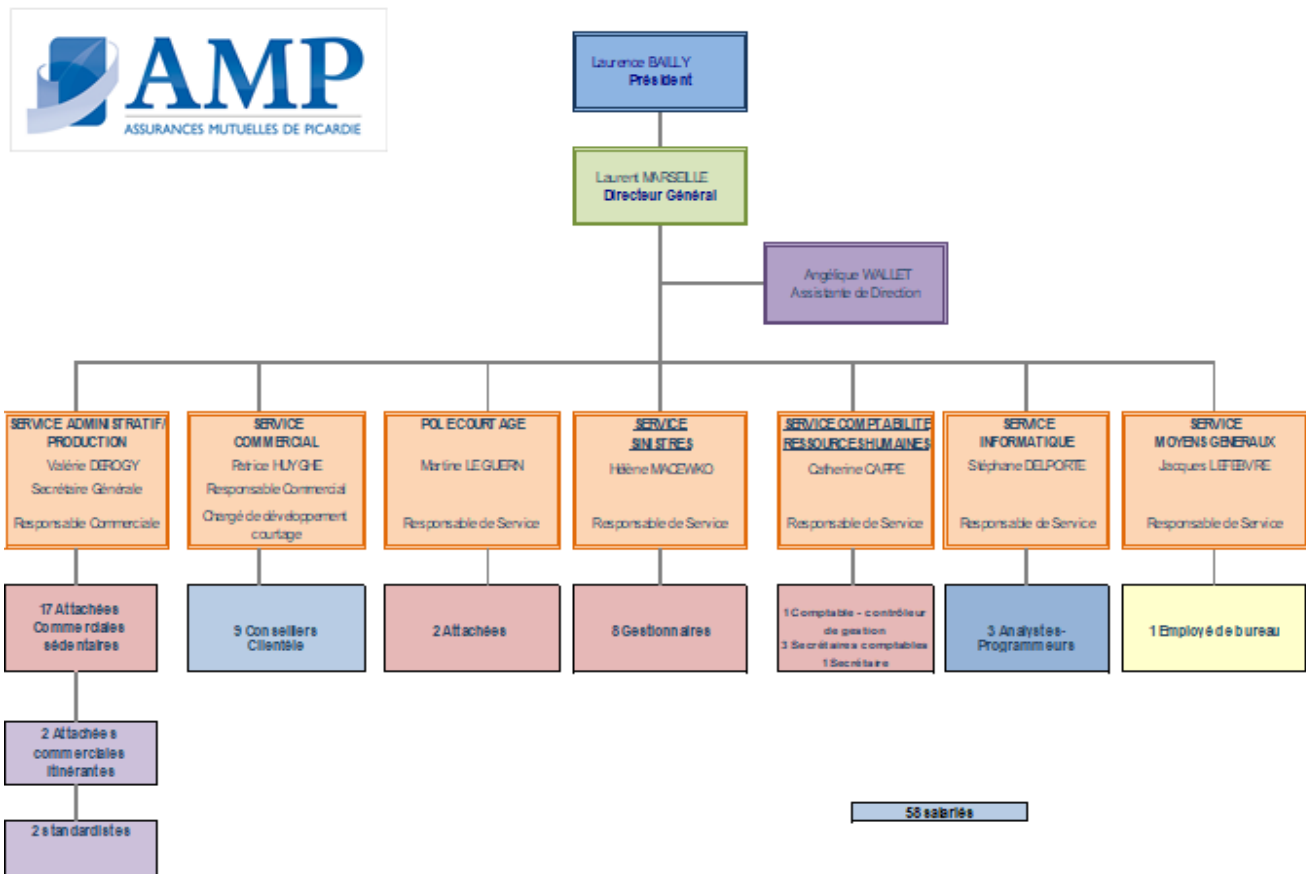 AMP
ASSURANCES MUTUELLES DE PICARDIE
Laurence BAILLY
Président
Laurent MARSEILLE
Directeur Général
Angélique WALLET
Assistante de Direction
SERVICE ADMINISTRATIF/
PRODUCTION
Valérie DEROGY
Secrétaire Générale
Responsable Commerciale
SERVICE
COMMERCIAL
Patrice HUYGHE
Responsable Commercial
Chargé de développement
courtage
POLE COURTAGE
Martine LE GUERN
Responsable de Service
SERVICE
SINISTRES
Hélène MACEWKO
Responsable de Service
SERVICE COMPTABILITE
RESSOURCES HUMAINES
Catherine CAPPE
Responsable de Service
SERVICE
INFORMATIQUE
Stéphane DELPORTE
Responsable de Service
SERVICE
MOYENS GENERAUX
Jacques LEFEBVRE
Responsable de Service
17 Attachées
Commerciales
sédentaires
9 Conseillers
Clientèle
2 Attachées
8 Gestionnaires
1 Comptable - contrôleur
de gestion
3 Secrétaires comptables
1 Secrétaire
3 Analystes-
Programmeurs
1 Employé de bureau
2 Attachées
commerciales
itinérantes
2 standardistes
58 salariés